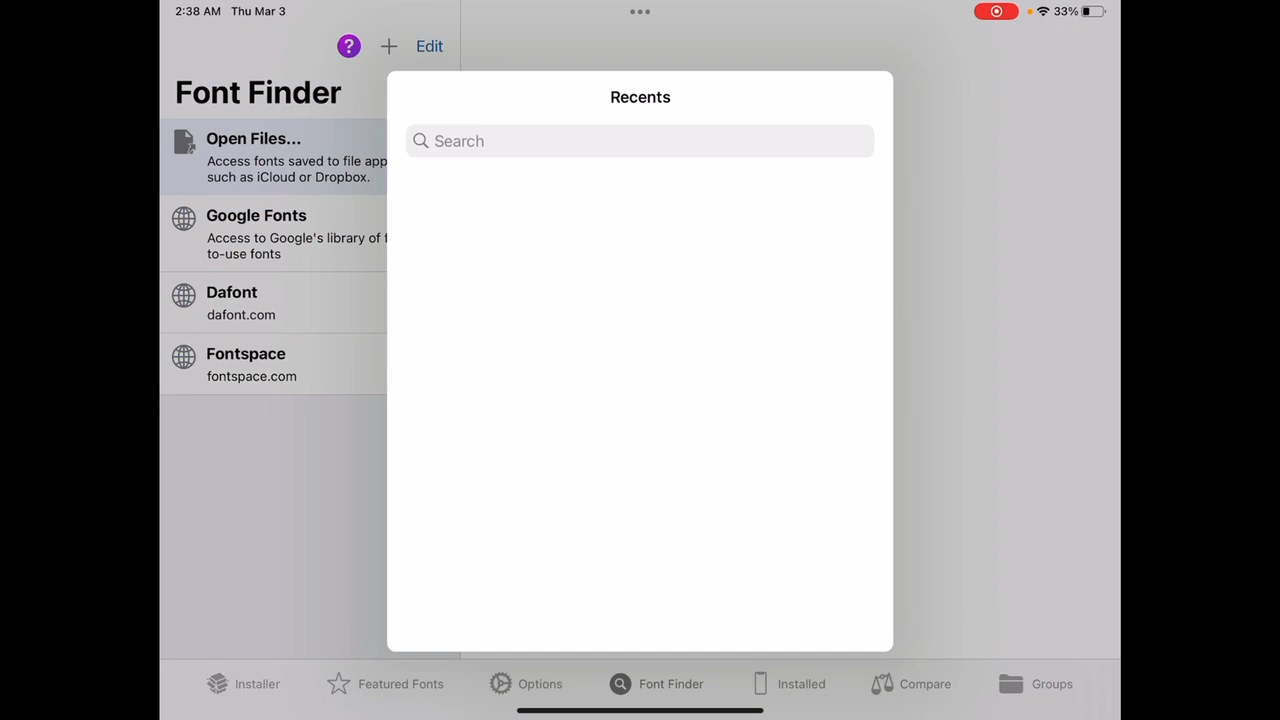 2:38 AM Thu Mar 3
33%
? + Edit
Font Finder
Open Files...
Access fonts saved to file app
such as iCloud or Dropbox.
Google Fonts
Access to Google's library of f
to-use fonts
Dafont
dafont.com
Fontspace
fontspace.com
Recents
Search
Installer
Featured Fonts
Options
Font Finder
Installed
Compare
Groups